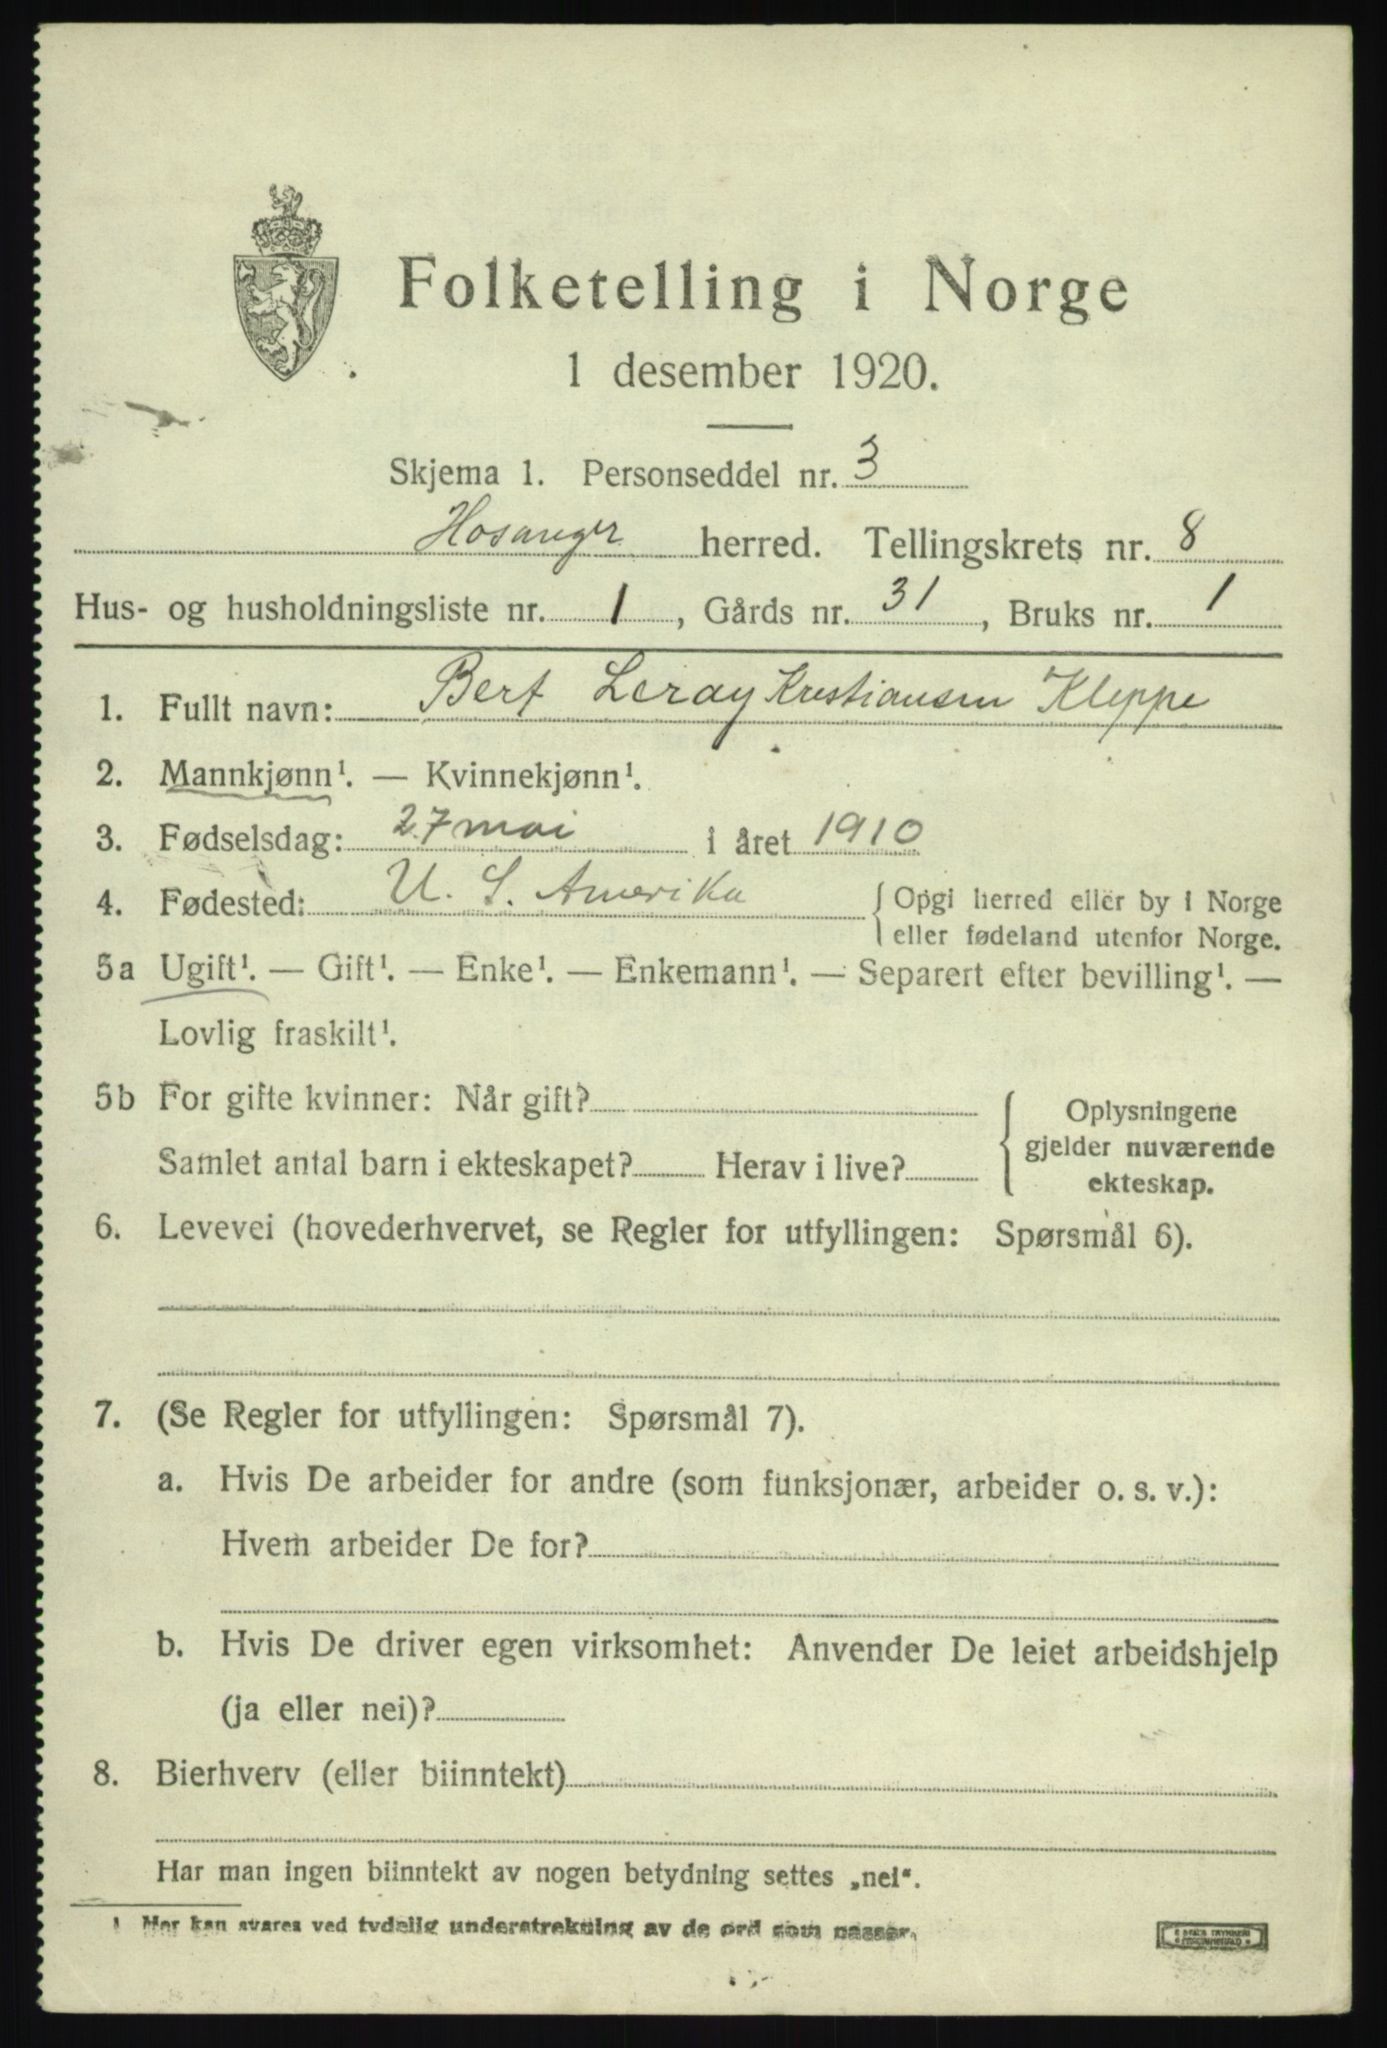 Folketelling i Norge
1 desember 1920.
Skjema 1. Personseddel nr. 3
Hosanger herred. Tellingskrets nr. 8
Hus- og husholdningsliste nr. 1, Gårds nr. 31, Bruks nr. 1
1. Fullt navn: Bert Leray Kristiansen Kleppe
2. Mannkjønn¹. — Kvinnekjønn¹.
3. Fødselsdag: 27 mai i året 1910
4. Fødested: U. S. Amerika { Opgi herred eller by i Norge
eller fødeland utenfor Norge.
5a Ugift¹. — Gift¹. — Enke¹. — Enkemann¹. — Separert efter bevilling¹. —
Lovlig fraskilt¹.
5b For gifte kvinner: Når gift?
Samlet antal barn i ekteskapet? Herav i live?
{ Oplysningene
gjelder nuværende
ekteskap.
6. Levevei (hovederhvervet, se Regler for utfyllingen: Spørsmål 6).
7. (Se Regler for utfyllingen: Spørsmål 7).
a. Hvis De arbeider for andre (som funksjonær, arbeider o. s. v.):
Hvem arbeider De for?
b. Hvis De driver egen virksomhet: Anvender De leiet arbeidshjelp
(ja eller nei)?
8. Bierhverv (eller biinntekt)
Har man ingen biinntekt av nogen betydning settes „nei“.
¹ Her kan svares ved tydelig understrekning av de ord som passer.